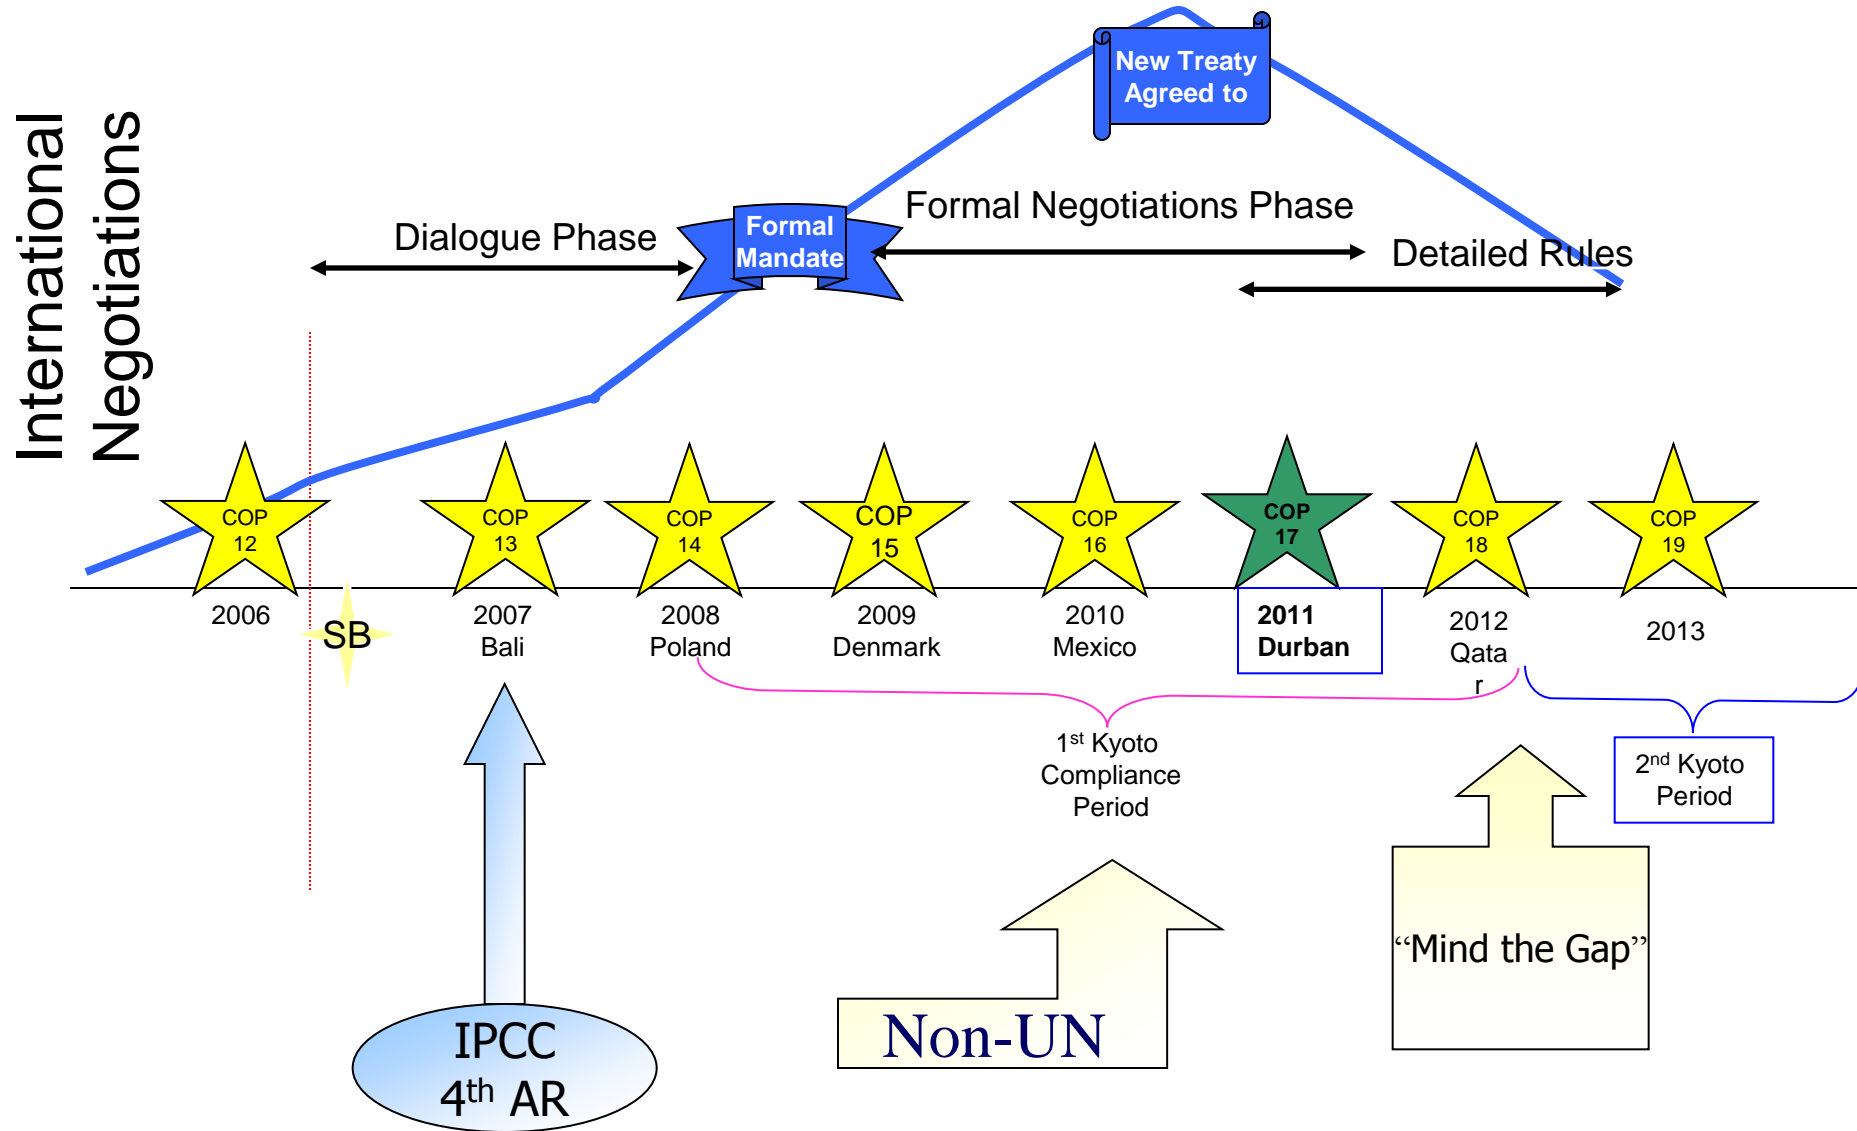 International
Negotiations
New Treaty
Agreed to
Formal Negotiations Phase
Dialogue Phase
Formal
Mandate
Detailed Rules
COP
12
COP
13
COP
14
COP
15
COP
16
COP
17
COP
18
COP
19
2006
SB
2007
Bali
2008
Poland
2009
Denmark
2010
Mexico
2011
Durban
2012
Qata
r
2013
1st Kyoto
Compliance
Period
2nd Kyoto
Period
“Mind the Gap”
Non-UN
IPCC
4th AR